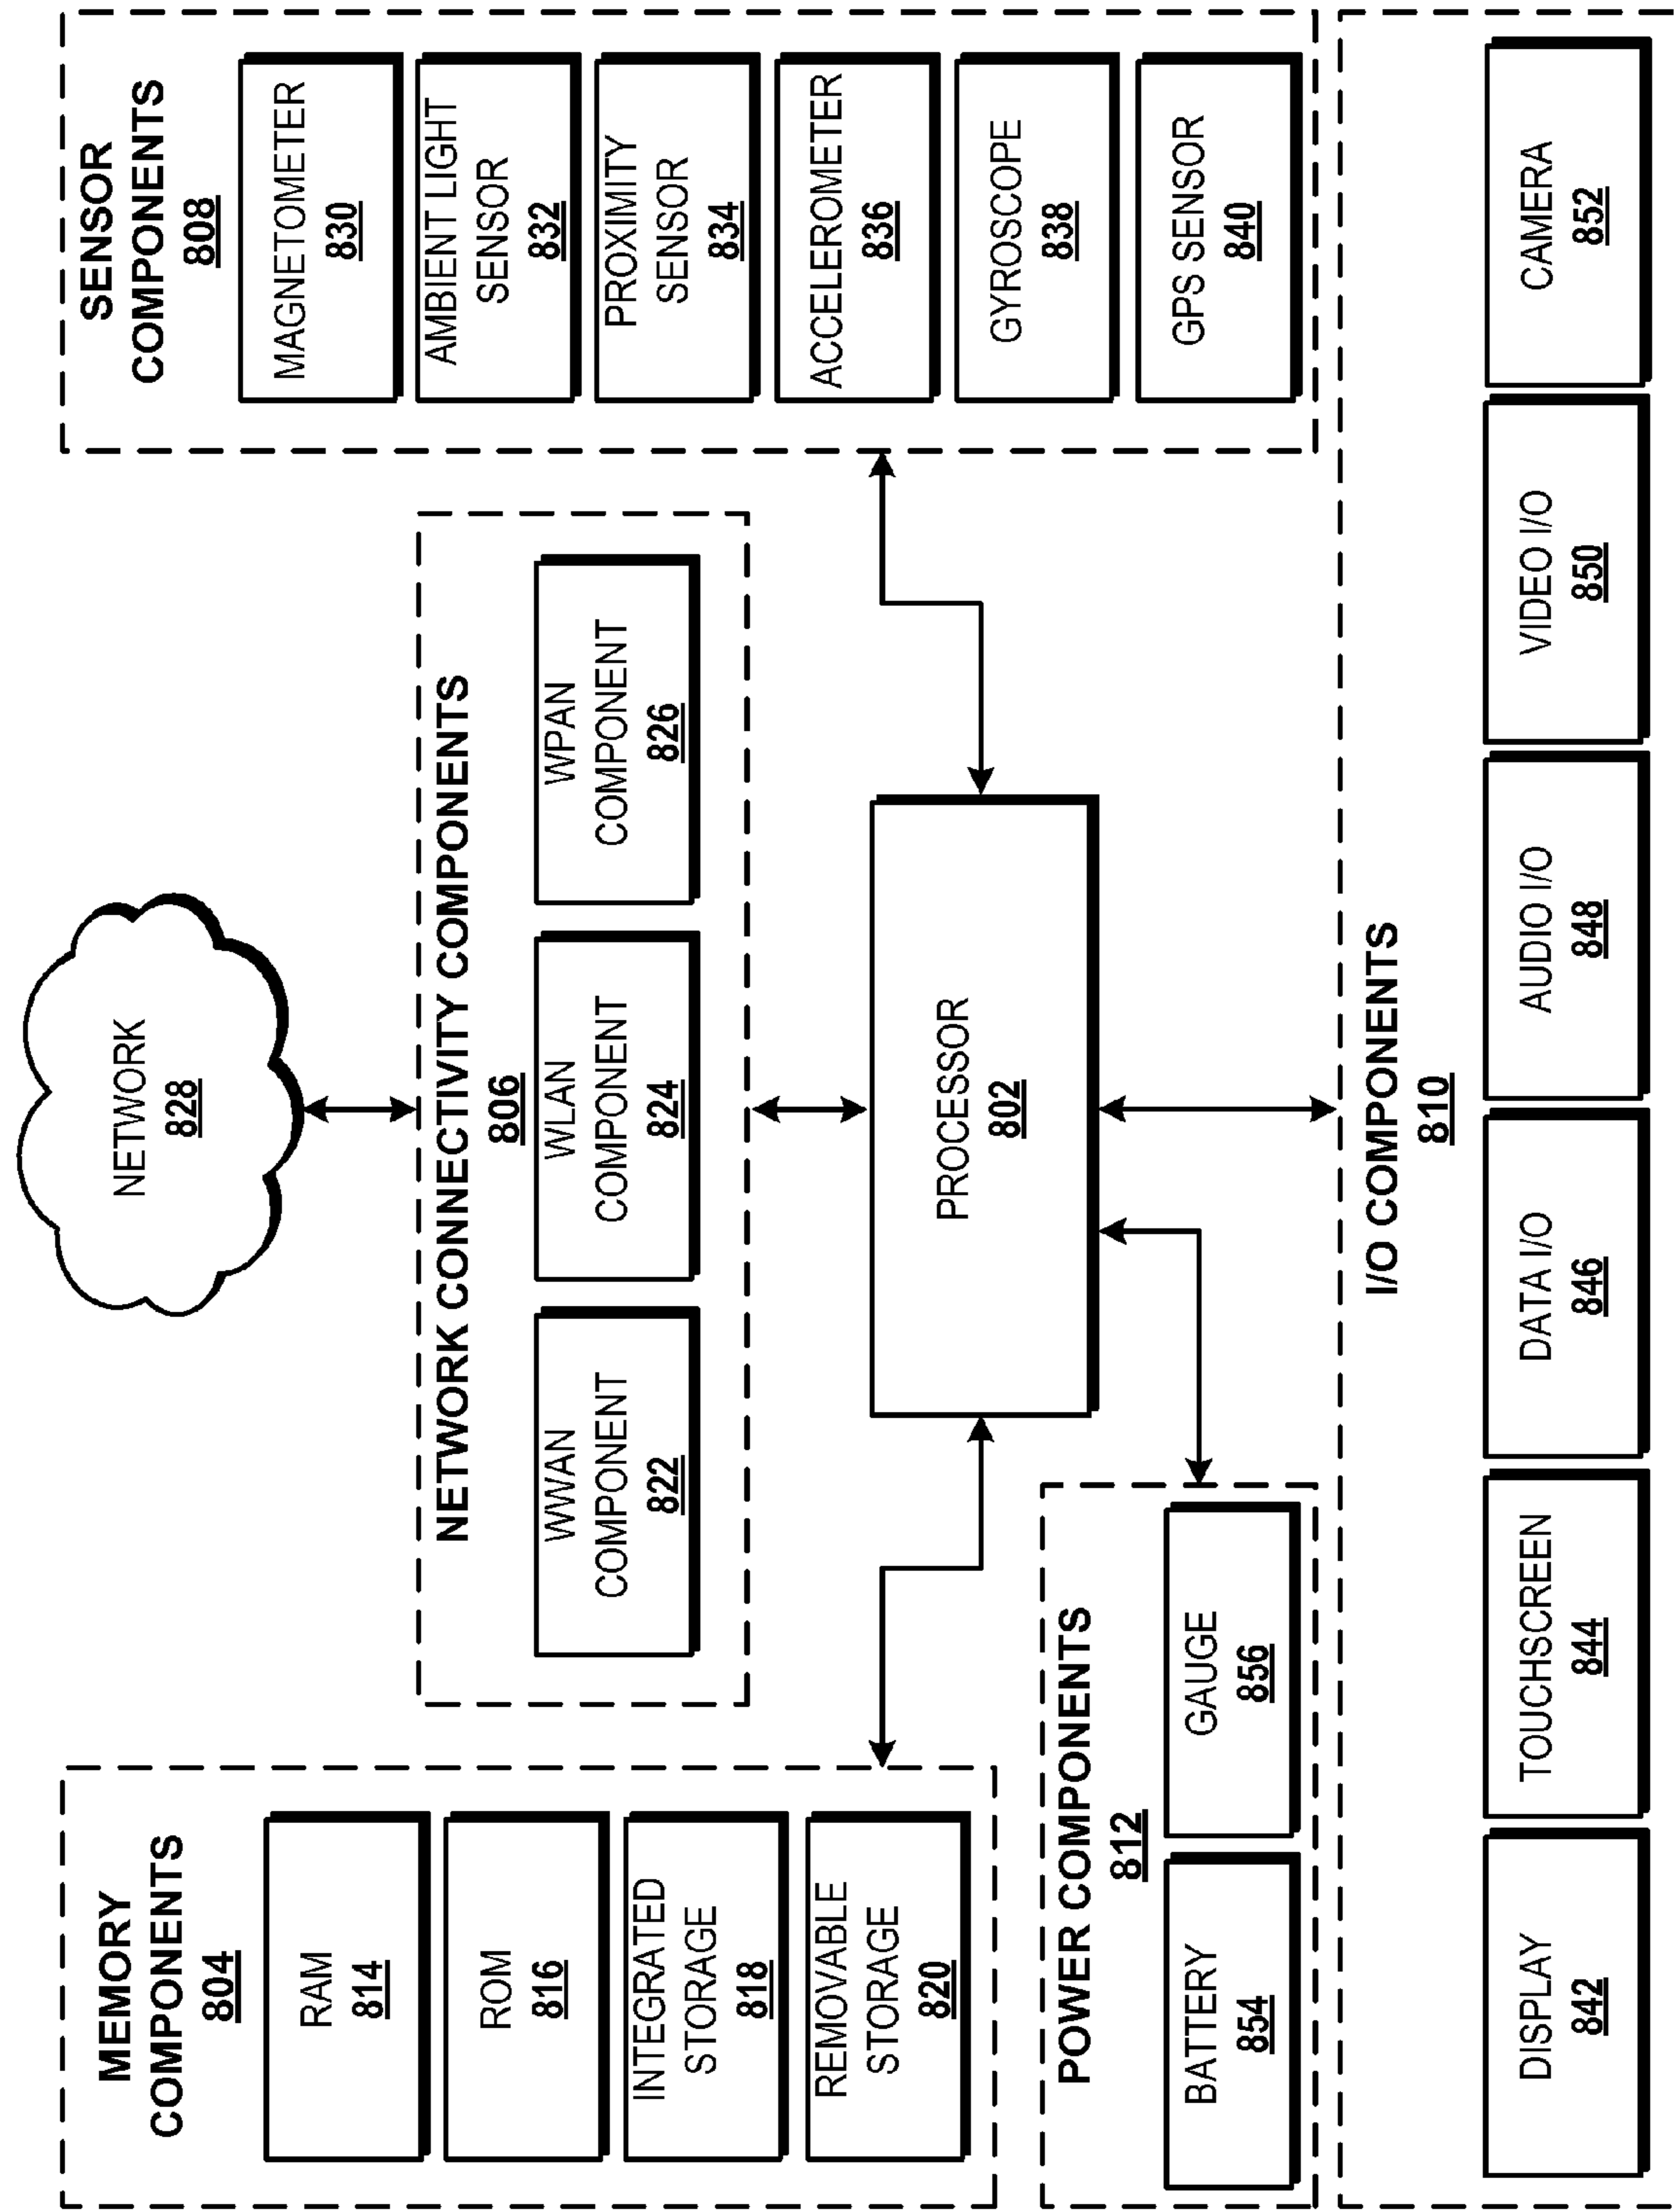 NETWORK
828
MEMORY
COMPONENTS
804
RAM
814
ROM
816
INTEGRATED
STORAGE
818
REMOVABLE
STORAGE
820
NETWORK CONNECTIVITY COMPONENTS
806
WWAN
COMPONENT
822
WLAN
COMPONENT
824
WPAN
COMPONENT
826
SENSOR
COMPONENTS
808
MAGNETOMETER
830
AMBIENT LIGHT
SENSOR
832
PROXIMITY
SENSOR
834
ACCELEROMETER
836
GYROSCOPE
838
GPS SENSOR
840
PROCESSOR
802
POWER COMPONENTS
812
BATTERY
854
GAUGE
856
I/O COMPONENTS
810
DISPLAY
842
TOUCHSCREEN
844
DATA I/O
846
AUDIO I/O
848
VIDEO I/O
850
CAMERA
852